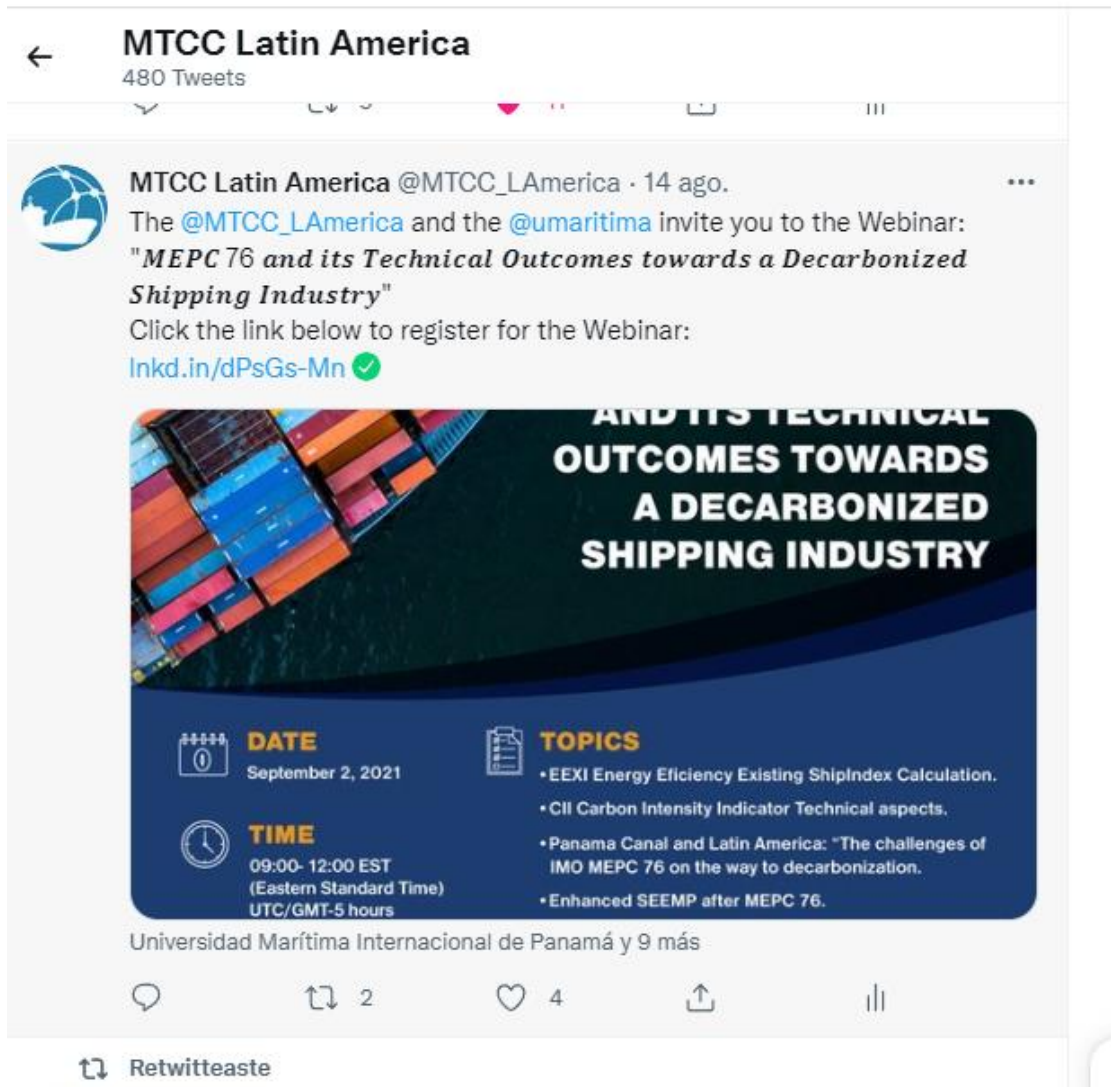 MTCC Latin America
480 Tweets
MTCC Latin America @MTCC_LAmerica · 14 ago.
The @MTCC_LAmerica and the @umaritima invite you to the Webinar:
"MEPC 76 and its Technical Outcomes towards a Decarbonized
Shipping Industry"
Click the link below to register for the Webinar:
lnkd.in/dPsGs-Mn
AND ITS TECHNICAL
OUTCOMES TOWARDS
A DECARBONIZED
SHIPPING INDUSTRY
DATE
September 2, 2021
TIME
09:00- 12:00 EST
(Eastern Standard Time)
UTC/GMT-5 hours
TOPICS
•EEXI Energy Eficiency Existing ShipIndex Calculation.
•CII Carbon Intensity Indicator Technical aspects.
•Panama Canal and Latin America: "The challenges of
IMO MEPC 76 on the way to decarbonization.
•Enhanced SEEMP after MEPC 76.
Universidad Marítima Internacional de Panamá y 9 más
2
4
Retwitteaste